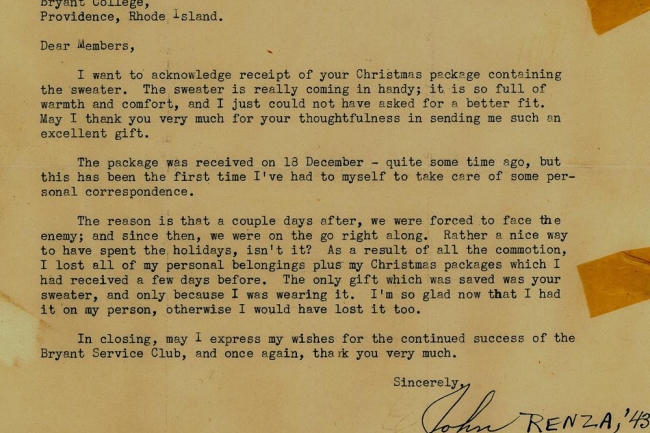 Bryant College,
Providence, Rhode Island.
Dear Members,
I want to acknowledge receipt of your Christmas package containing
the sweater. The sweater is really coming in handy; it is so full of
warmth and comfort, and I just could not have asked for a better fit.
May I thank you very much for your thoughtfulness in sending me such an
excellent gift.
The package was received on 18 December - quite some time ago, but
this has been the first time I've had to myself to take care of some per-
sonal correspondence.
The reason is that a couple days after, we were forced to face the
enemy; and since then, we were on the go right along. Rather a nice way
to have spent the holidays, isn't it? As a result of all the commotion,
I lost all of my personal belongings plus my Christmas packages which I
had received a few days before. The only gift which was saved was your
sweater, and only because I was wearing it. I'm so glad now that I had
it on my person, otherwise I would have lost it too.
In closing, may I express my wishes for the continued success of the
Bryant Service Club, and once again, thank you very much.
Sincerely,
John RENZA, '43